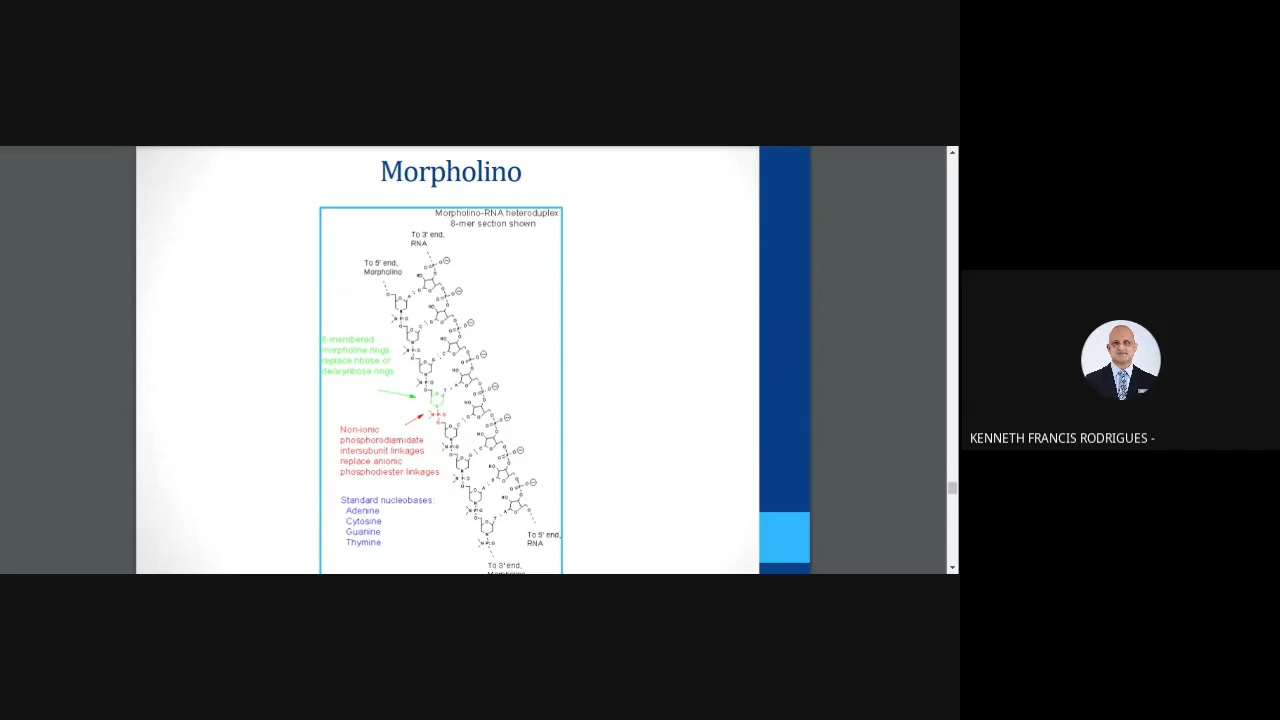 Morpholino
Morpholino-RNA heteroduplex
8-mer section shown
To 3' end,
RNA
To 5' end,
Morpholino
6-membered
morpholine rings
replace ribose or
deoxyribose rings
Non-ionic
phosphorodiamidate
intersubunit linkages
replace anionic
phosphodiester linkages
Standard nucleobases:
Adenine
Cytosine
Guanine
Thymine
To 5' end,
RNA
To 3' end,
Morpholino
KENNETH FRANCIS RODRIGUES -